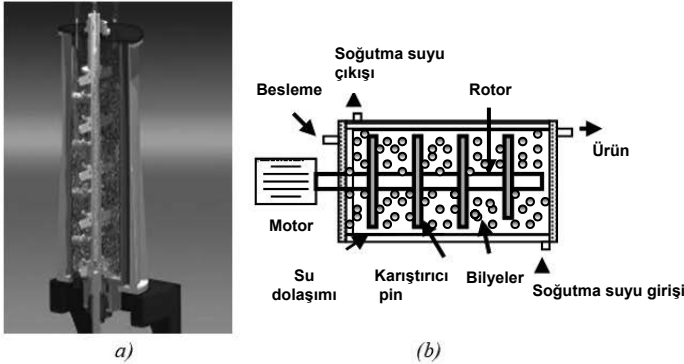 Soğutma suyu
çıkışı
Besleme
Rotor
Ürün
Motor
Su
dolaşımı
Karıştırıcı
pin
Bilyeler
Soğutma suyu girişi
a)
(b)